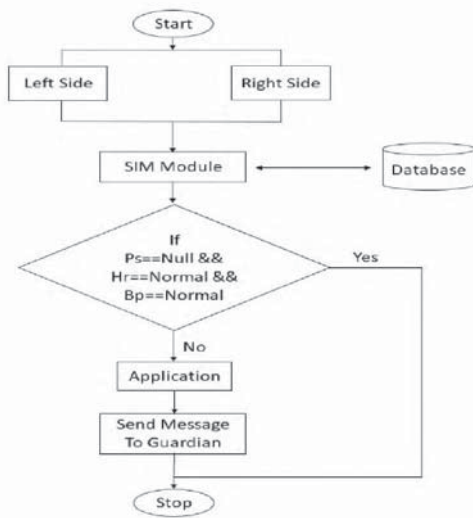 Start
Left Side
Right Side
SIM Module
Database
If
Ps==Null &&
Hr==Normal &&
Bp==Normal
Yes
No
Application
Send Message
To Guardian
Stop